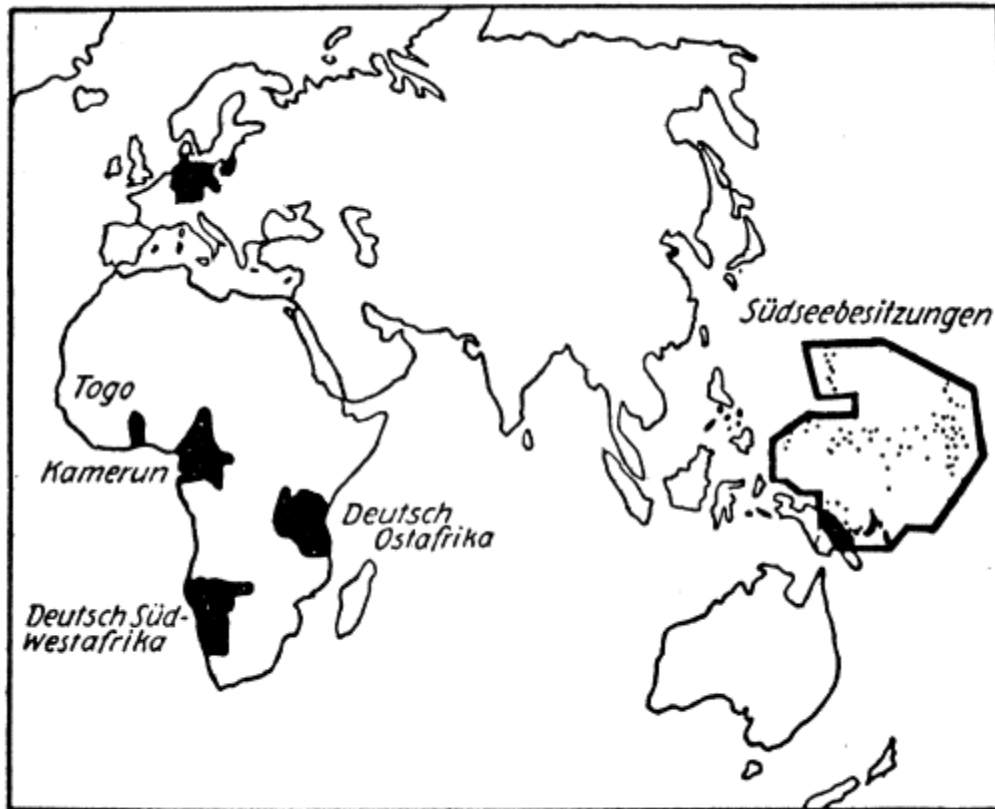 Südseebesitzungen
Togo
Kamerun
Deutsch
Ostafrika
Deutsch Süd-
Westafrika